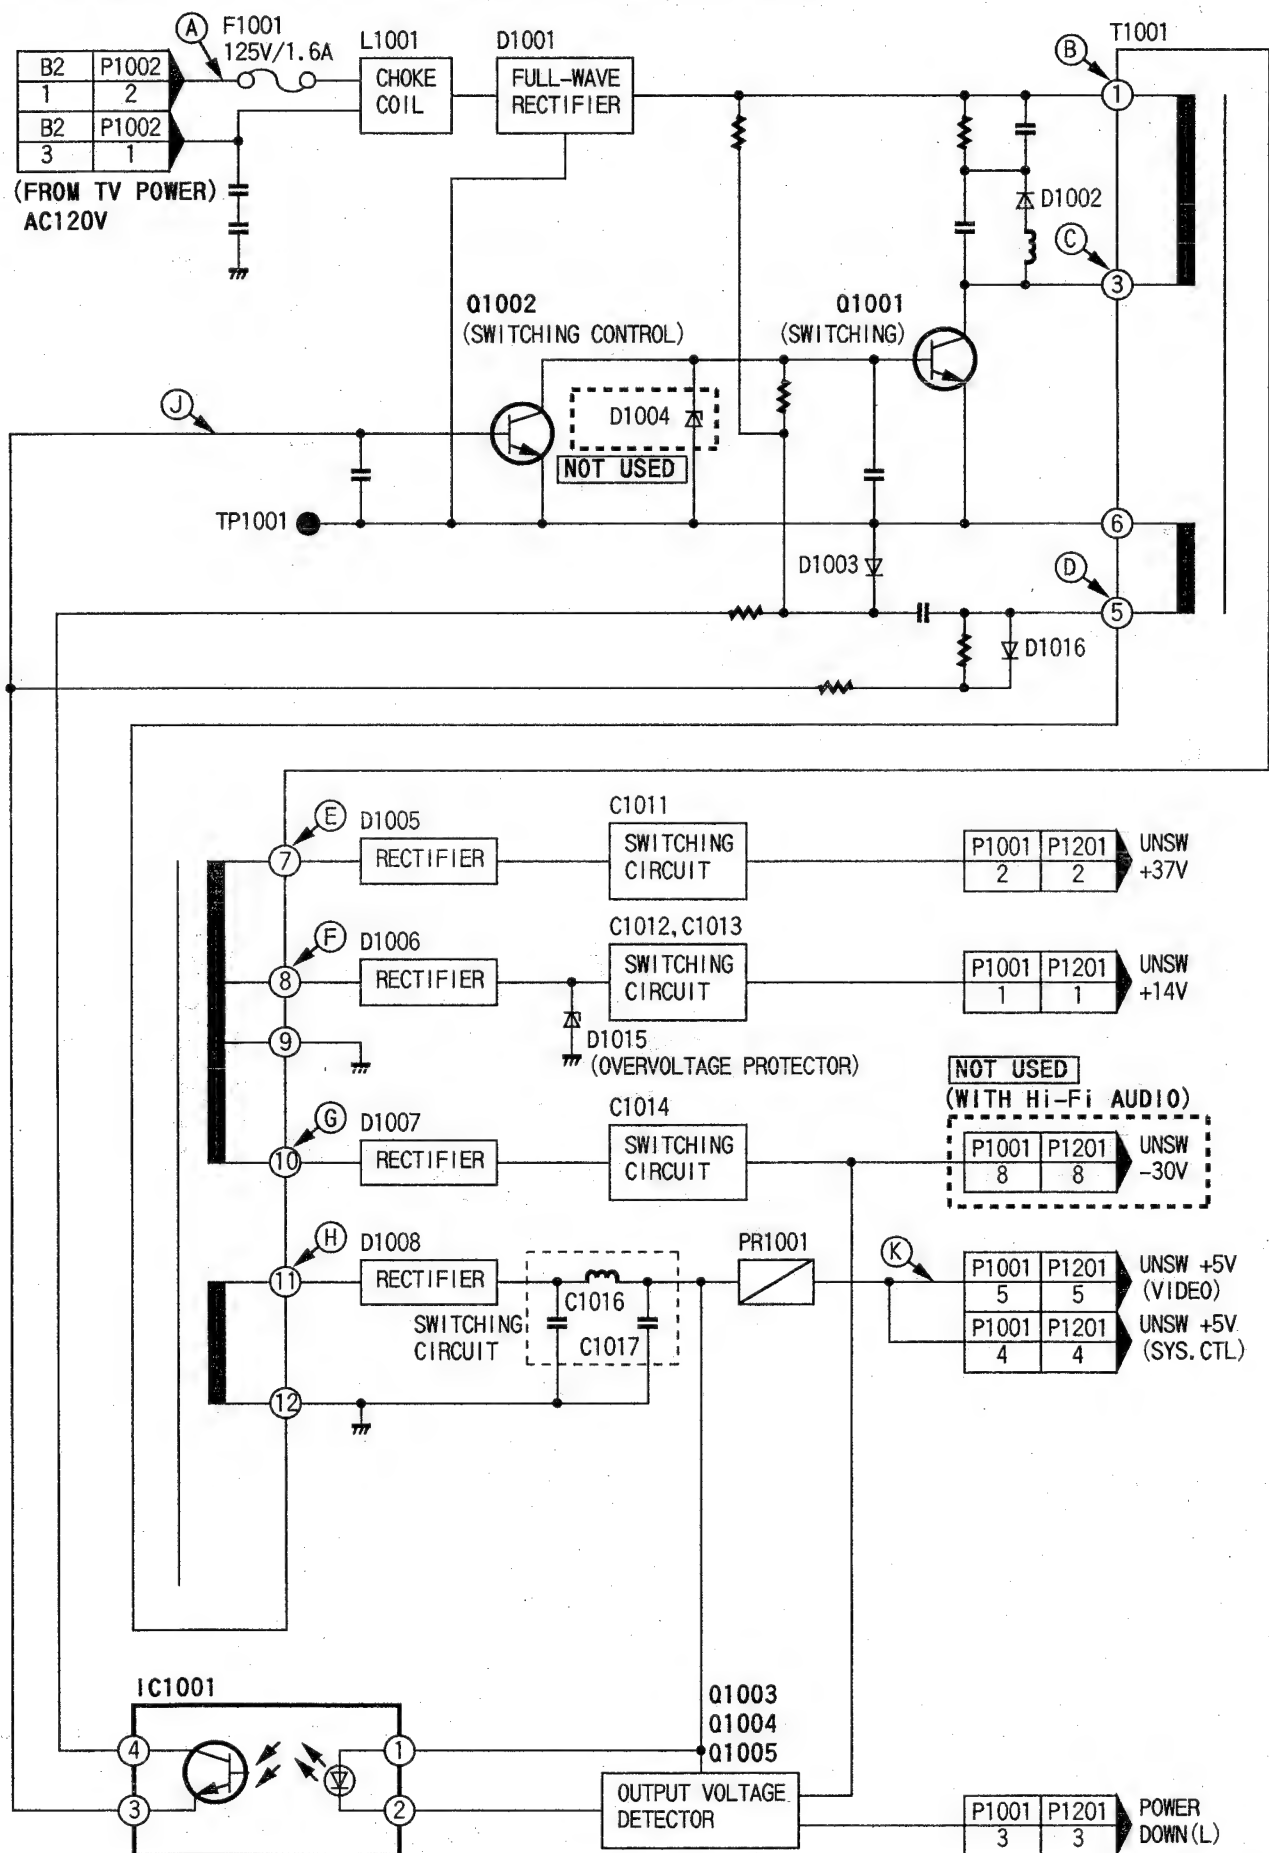 A F1001
125V/1.6A
L1001
CHOKE
COIL
D1001
FULL-WAVE
RECTIFIER
B
T1001
B2 P1002
1 2
B2 P1002
3 1
(FROM TV POWER)
AC120V
1
D1002
C
3
Q1002
(SWITCHING CONTROL)
Q1001
(SWITCHING)
J
D1004
NOT USED
TP1001
6
D1003
D
5
D1016
E
D1005
7
RECTIFIER
C1011
SWITCHING
CIRCUIT
P1001 P1201
2 2
UNSW
+37V
F
D1006
8
RECTIFIER
C1012, C1013
SWITCHING
CIRCUIT
P1001 P1201
1 1
UNSW
+14V
9
D1015
(OVERVOLTAGE PROTECTOR)
NOT USED
(WITH Hi-Fi AUDIO)
G
D1007
10
RECTIFIER
C1014
SWITCHING
CIRCUIT
P1001 P1201
8 8
UNSW
-30V
H
D1008
11
RECTIFIER
C1016
C1017
SWITCHING
CIRCUIT
PR1001
K
P1001 P1201
5 5
UNSW +5V
(VIDEO)
P1001 P1201
4 4
UNSW +5V
(SYS.CTL)
12
IC1001
4
3
1
2
Q1003
Q1004
Q1005
OUTPUT VOLTAGE
DETECTOR
P1001 P1201
3 3
POWER
DOWN(L)